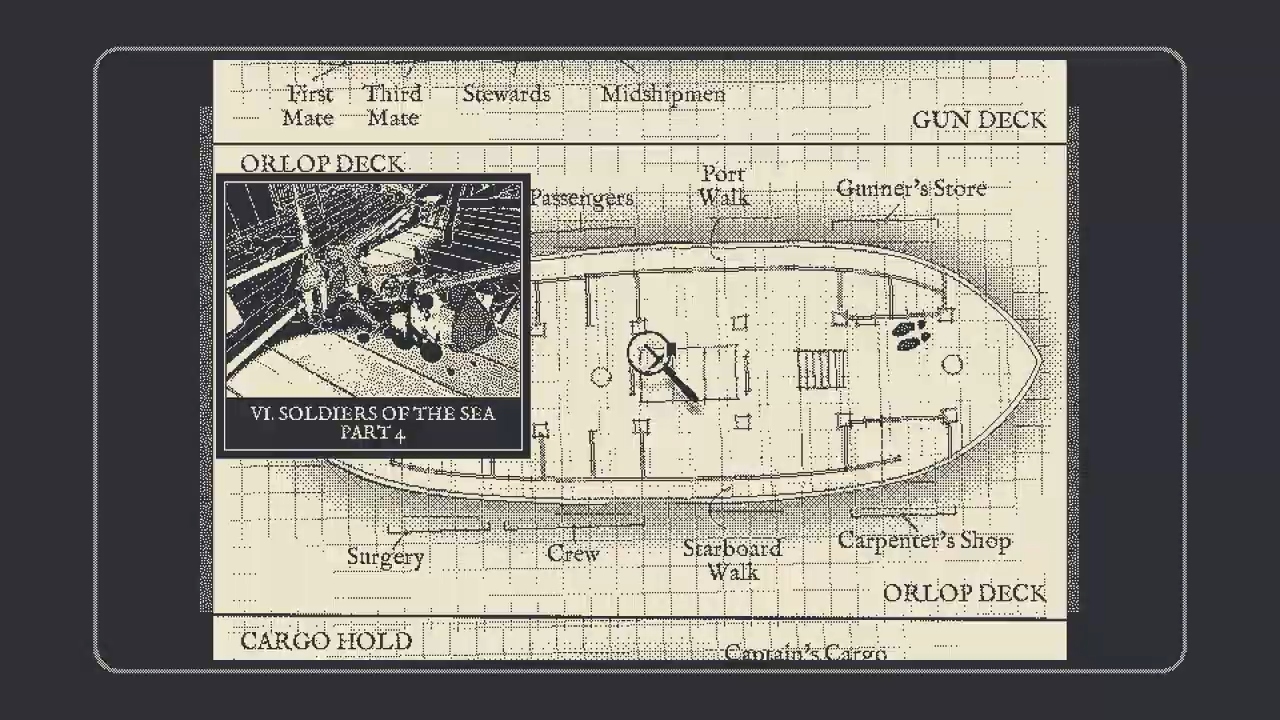 First Third Stewards Midshipmen
Mate Mate
GUN DECK
ORLOP DECK
Passengers
Port
Walk
Gunner's Store
VI. SOLDIERS OF THE SEA
PART 4
Surgery
Crew
Starboard
Walk
Carpenter's Shop
ORLOP DECK
CARGO HOLD
Captain's Cargo